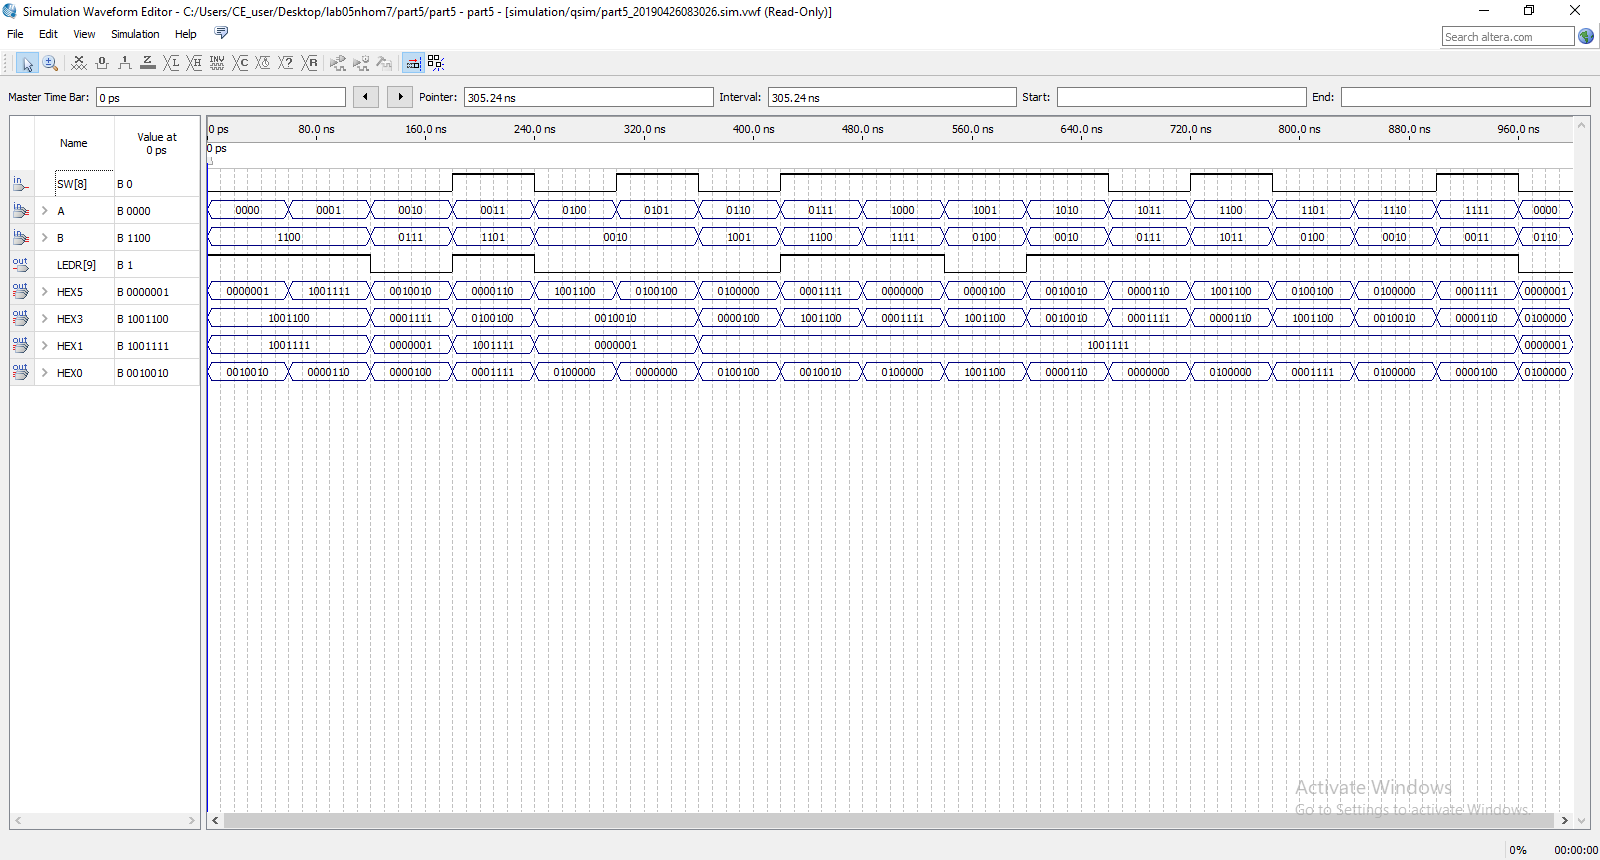 Simulation Waveform Editor - C:/Users/CE_user/Desktop/lab05nhom7/part5/part5 - part5 - [simulation/qsim/part5_20190426083026.sim.vwf (Read-Only)]
File Edit View Simulation Help
Search altera.com
Master Time Bar: 0 ps Pointer: 305.24 ns Interval: 305.24 ns Start: End:
Name Value at 0 ps
0 ps 80.0 ns 160.0 ns 240.0 ns 320.0 ns 400.0 ns 480.0 ns 560.0 ns 640.0 ns 720.0 ns 800.0 ns 880.0 ns 960.0 ns
0 ps
in SW[8] B 0
in A B 0000 0000 0001 0010 0011 0100 0101 0110 0111 1000 1001 1010 1011 1100 1101 1110 1111 0000
in B B 1100 1100 0111 1101 0010 1001 1100 1111 0100 0010 0111 1011 0100 0010 0011 0110
out LEDR[9] B 1
out HEX5 B 0000001 0000001 1001111 0010010 0000110 1001100 0100100 0100000 0001111 0000000 0000100 0010010 0000110 1001100 0100100 0100000 0001111 0000001
out HEX3 B 1001100 1001100 0001111 0100100 0010010 0000100 1001100 0001111 1001100 0010010 0001111 0000110 1001100 0010010 0000110 0100000
out HEX1 B 1001111 1001111 0000001 1001111 0000001 1001111 0000001
out HEX0 B 0010010 0010010 0000110 0000100 0001111 0100000 0000000 0100100 0010010 0100000 1001100 0000110 0000000 0100000 0001111 0100000 0000100 0100000
Activate Windows
Go to Settings to activate Windows.
0% 00:00:00